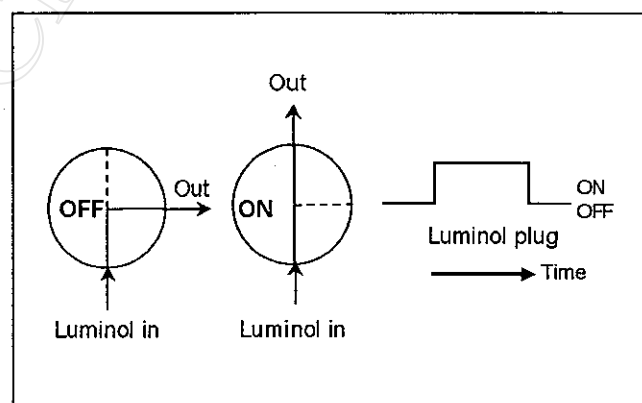 Out
Out
OFF
ON
ON
OFF
Luminol plug
Time
Luminol in
Luminol in